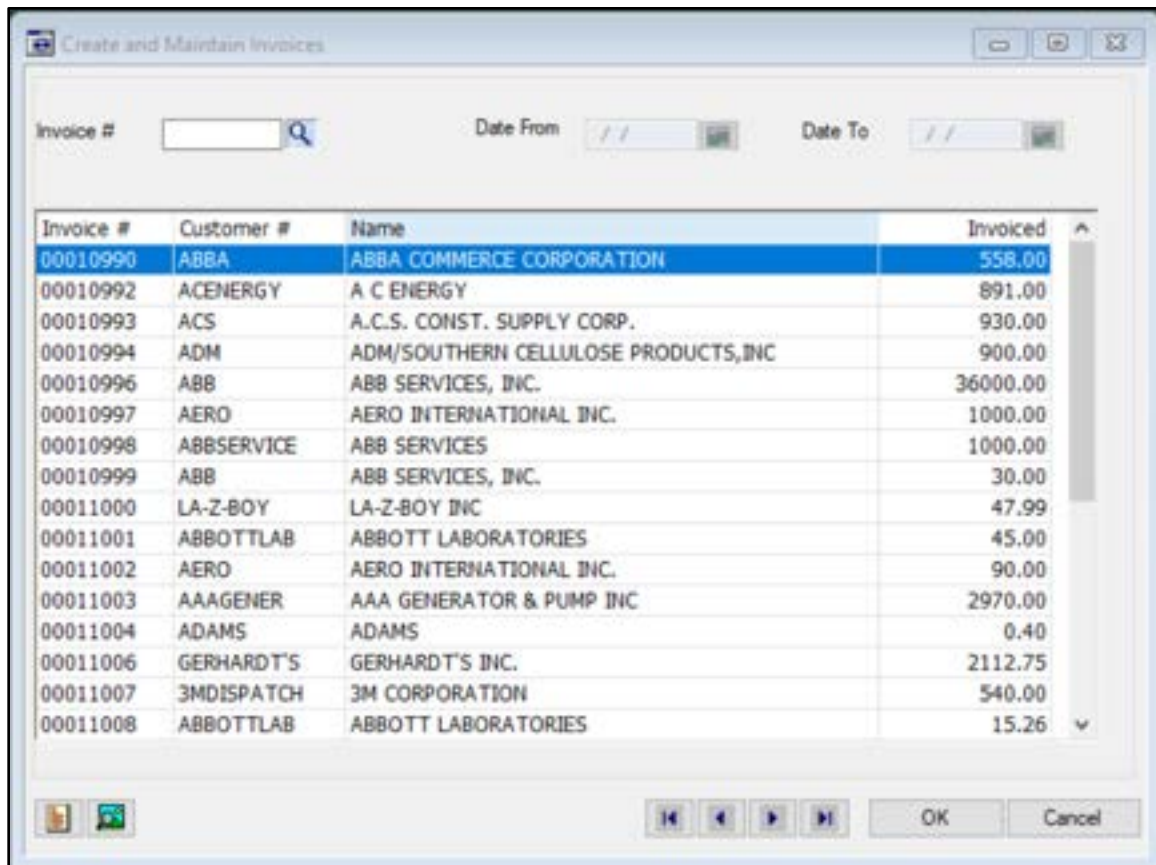 Create and Maintain Invoices
Invoice # Date From / / Date To / /
Invoice # Customer # Name Invoiced
00010990 ABBA ABBA COMMERCE CORPORATION 558.00
00010992 ACENERGY A C ENERGY 891.00
00010993 ACS A.C.S. CONST. SUPPLY CORP. 930.00
00010994 ADM ADM/SOUTHERN CELLULOSE PRODUCTS,INC 900.00
00010996 ABB ABB SERVICES, INC. 36000.00
00010997 AERO AERO INTERNATIONAL INC. 1000.00
00010998 ABBSERVICE ABB SERVICES 1000.00
00010999 ABB ABB SERVICES, INC. 30.00
00011000 LA-Z-BOY LA-Z-BOY INC 47.99
00011001 ABBOTTLAB ABBOTT LABORATORIES 45.00
00011002 AERO AERO INTERNATIONAL INC. 90.00
00011003 AAAGENER AAA GENERATOR & PUMP INC 2970.00
00011004 ADAMS ADAMS 0.40
00011006 GERHARDT'S GERHARDT'S INC. 2112.75
00011007 3MDISPATCH 3M CORPORATION 540.00
00011008 ABBOTTLAB ABBOTT LABORATORIES 15.26
OK Cancel